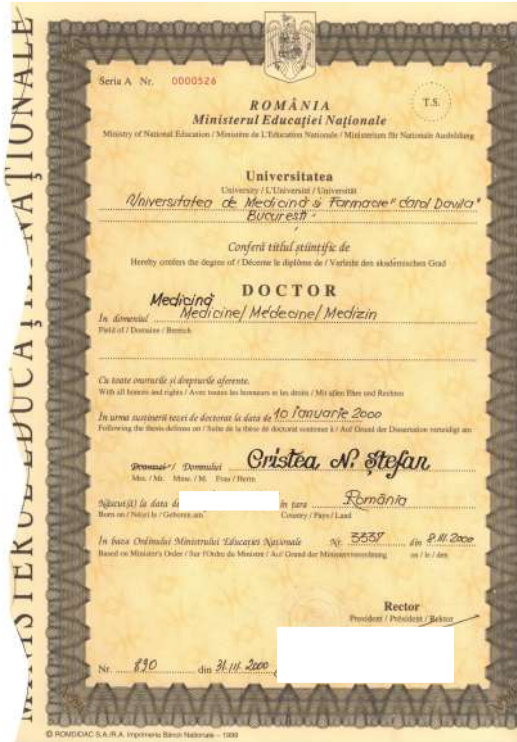 MINISTERUL EDUCAȚIEI NAȚIONALE
Seria A Nr. 0000526
T.S.
ROMÂNIA
Ministerul Educației Naționale
Ministry of National Education / Ministère de L'Education Nationale / Ministerium für Nationale Ausbildung
Universitatea
University / L'Université / Universität
Universitatea de Medicină si Farmacie "Carol Davila"
Bucuresti.
Conferă titlul științific de
Hereby confers the degree of / Décerne le diplôme de / Verleiht den akademischen Grad
DOCTOR
Medicină
În domeniul Medicine/ Médecine/ Medizin
Field of / Domaine / Bereich
Cu toate onorurile și drepturile aferente.
With all honors and rights / Avec toutes les honneurs et les droits / Mit allen Ehre und Rechten
În urma susținerii tezei de doctorat la data de 10 ianuarie 2000
Following the thesis defense on / Suite de la thèse de doctorat soutenue à / Auf Grund der Dissertation verteidigt am
Doamnei / Domnului Cristea N. Ștefan
Mrs. / Mr. Mme. / M. Frau / Herrn
Născut(ă) la data de în țara România
Born on / Né(e) le / Geboren am Country / Pays / Land
În baza Ordinului Ministrului Educației Naționale Nr. 3337 din 8.III.2000
Based on Minister's Order / Sur l'Ordre du Ministre / Auf Grund der Ministerverordnung on / le / den
Rector
President / Président / Rektor
Nr. 890 din 31.III.2000
© ROMDIDAC S.A./R.A. Imprimeria Băncii Naționale – 1999